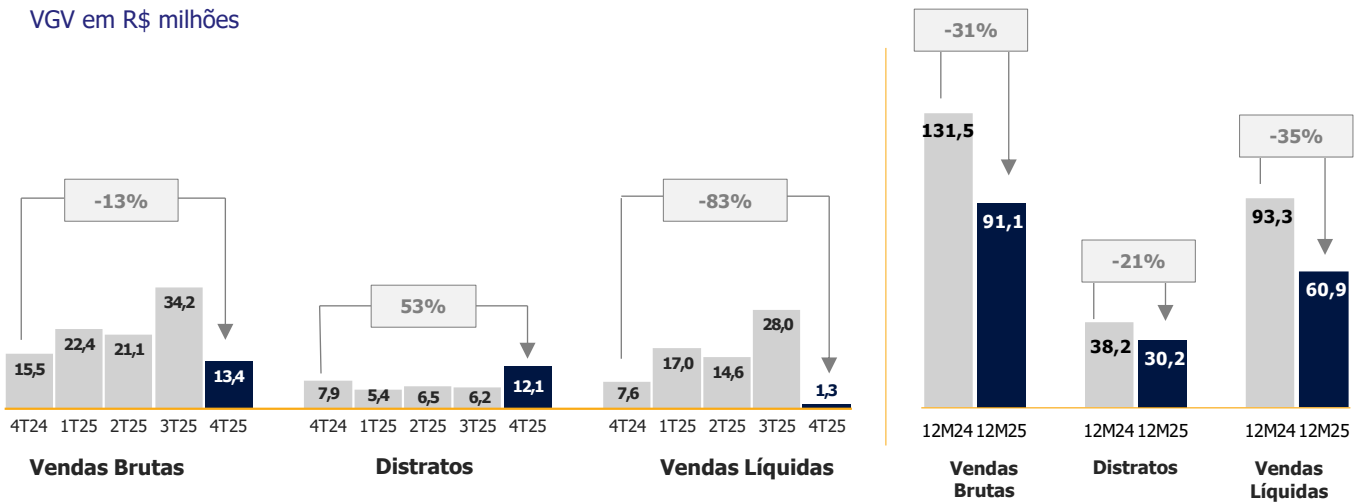 VGV em R$ milhões
-13%
15,5
22,4
21,1
34,2
13,4
4T24 1T25 2T25 3T25 4T25
Vendas Brutas
53%
7,9
5,4
6,5
6,2
12,1
4T24 1T25 2T25 3T25 4T25
Distratos
-83%
7,6
17,0
14,6
28,0
1,3
4T24 1T25 2T25 3T25 4T25
Vendas Líquidas
-31%
131,5
91,1
12M24 12M25
Vendas
Brutas
-21%
38,2
30,2
12M24 12M25
Distratos
-35%
93,3
60,9
12M24 12M25
Vendas
Líquidas